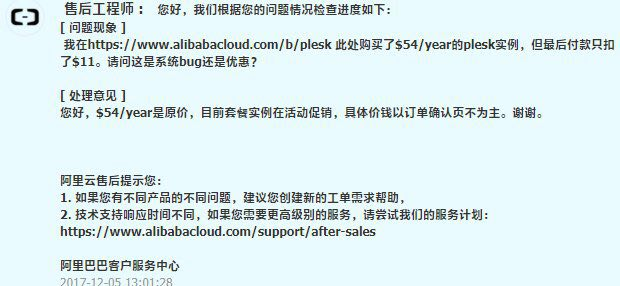 售后工程师： 您好，我们根据您的问题情况检查进度如下：
[ 问题现象 ]
我在https://www.alibabacloud.com/b/plesk 此处购买了$54/year的plesk实例，但最后付款只扣
了$11。请问这是系统bug还是优惠？
[ 处理意见 ]
您好，$54/year是原价，目前套餐实例在活动促销，具体价钱以订单确认页不为主。谢谢。
阿里云售后提示您：
1. 如果您有不同产品的不同问题，建议您创建新的工单需求帮助，
2. 技术支持响应时间不同，如果您需要更高级别的服务，请尝试我们的服务计划：
https://www.alibabacloud.com/support/after-sales
阿里巴巴客户服务中心
2017-12-05 13:01:28